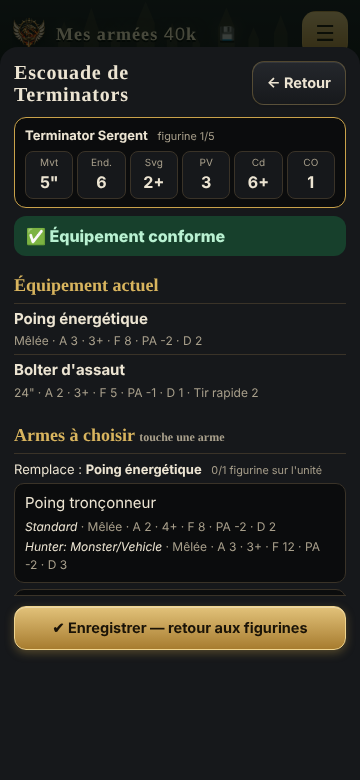 Mes armées 40k 💾 ☰
Escouade de
Terminators
← Retour
Terminator Sergent figurine 1/5
Mvt End. Svg PV Cd CO
5" 6 2+ 3 6+ 1
✅ Équipement conforme
Équipement actuel
Poing énergétique
Mêlée · A 3 · 3+ · F 8 · PA -2 · D 2
Bolter d'assaut
24" · A 2 · 3+ · F 5 · PA -1 · D 1 · Tir rapide 2
Armes à choisir touche une arme
Remplace : Poing énergétique 0/1 figurine sur l'unité
Poing tronçonneur
Standard · Mêlée · A 2 · 4+ · F 8 · PA -2 · D 2
Hunter: Monster/Vehicle · Mêlée · A 3 · 3+ · F 12 · PA
-2 · D 3
✔ Enregistrer — retour aux figurines